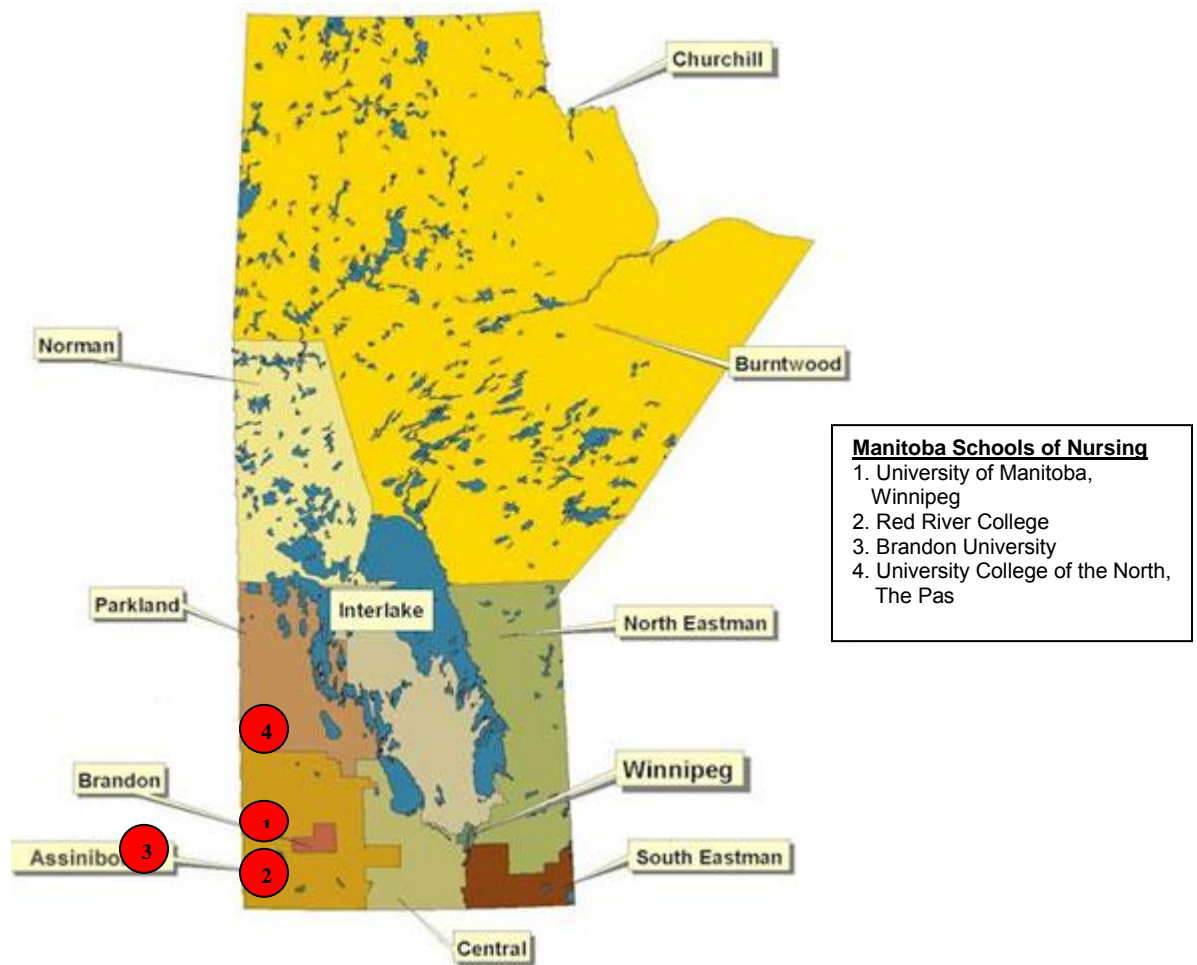 Churchill
Norman
Burntwood
Manitoba Schools of Nursing
1. University of Manitoba,
Winnipeg
2. Red River College
3. Brandon University
4. University College of the North,
The Pas
Parkland
Interlake
North Eastman
4
Winnipeg
Brandon
1
3
2
South Eastman
Central